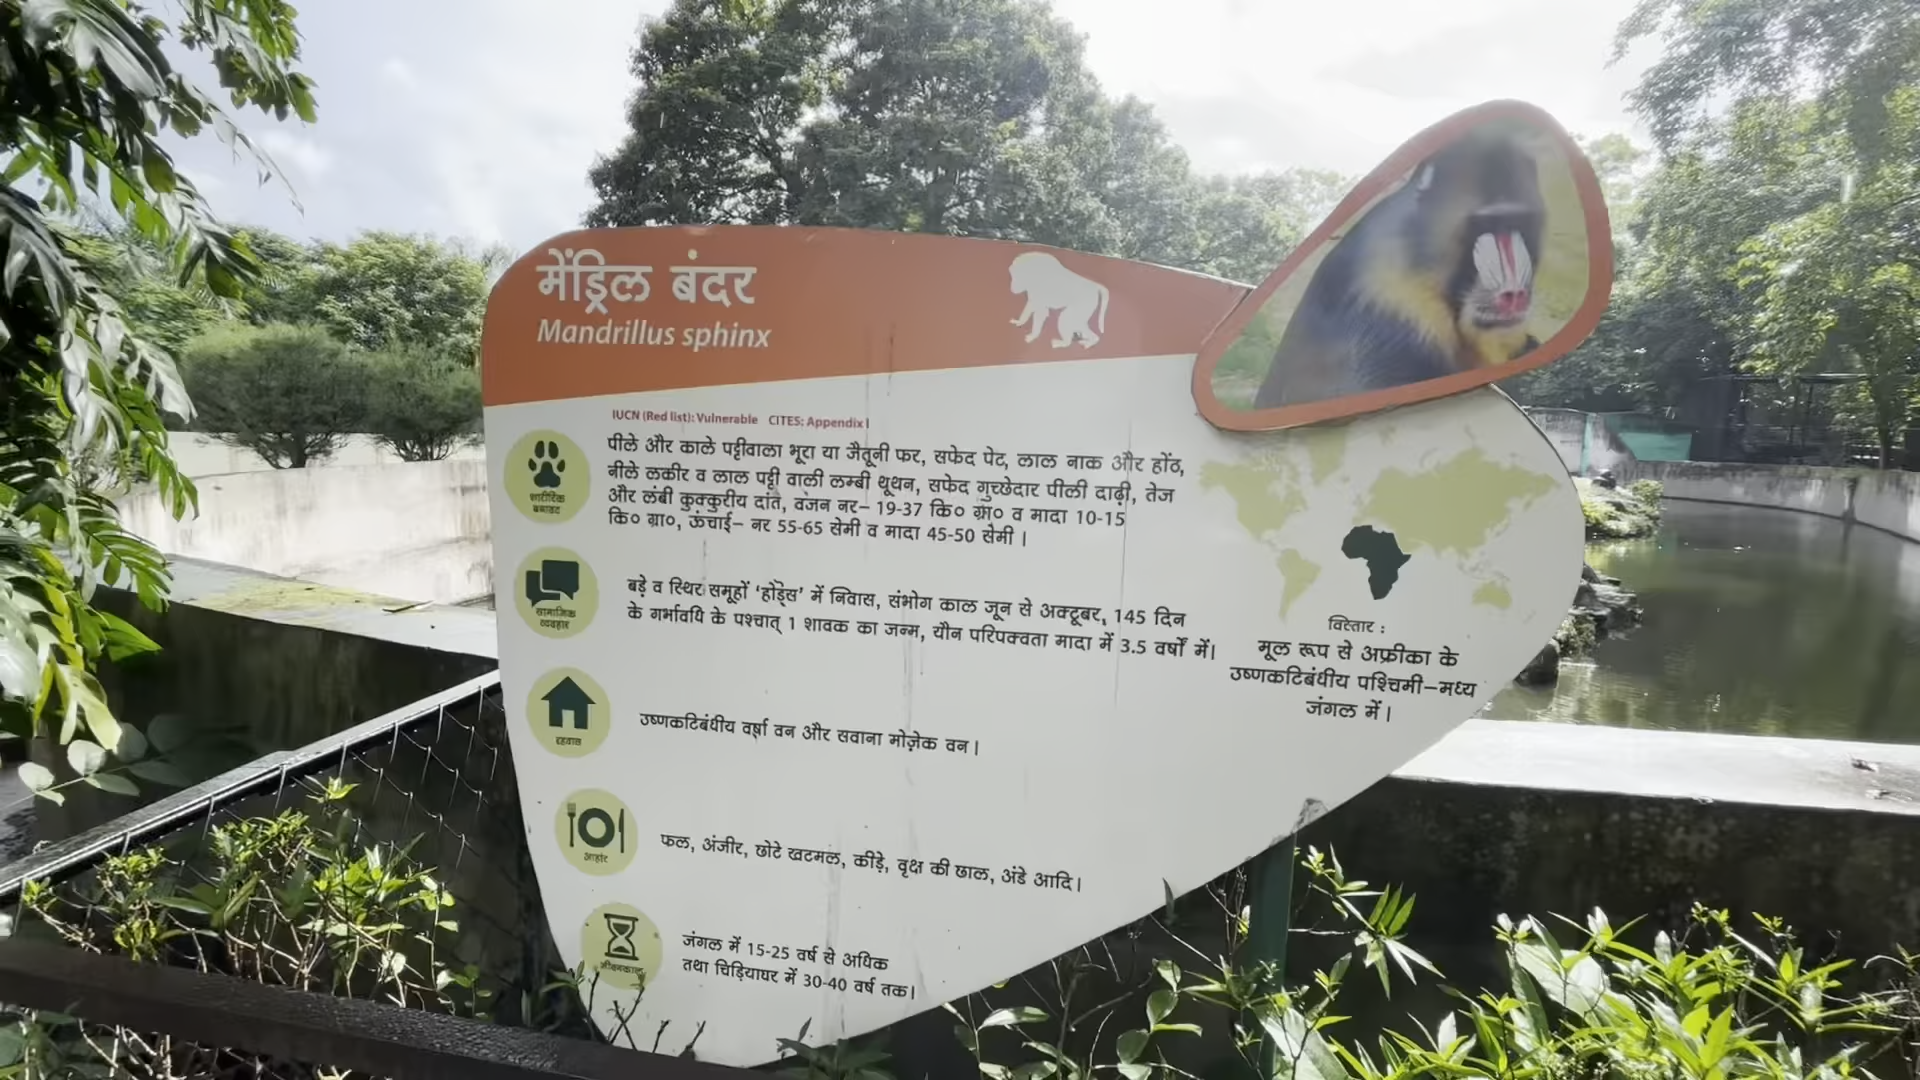 मेंड्रिल बंदर
Mandrillus sphinx
IUCN (Red list): Vulnerable CITES: Appendix I
शारीरिक
बनावट
पीले और काले पट्टीवाला भूरा या जैतूनी फर, सफेद पेट, लाल नाक और होंठ,
नीले लकीर व लाल पट्टी वाली लम्बी थूथन, सफेद गुच्छेदार पीली दाढ़ी, तेज
और लंबी कुक्कुरीय दांत, वजन नर– 19-37 कि० ग्रा० व मादा 10-15
कि० ग्रा०, ऊंचाई– नर 55-65 सेमी व मादा 45-50 सेमी।
सामाजिक
व्यवहार
बड़े व स्थिर समूहों 'होर्ड्स' में निवास, संभोग काल जून से अक्टूबर, 145 दिन
के गर्भावधि के पश्चात् 1 शावक का जन्म, यौन परिपक्वता मादा में 3.5 वर्षों में।
रहवास
उष्णकटिबंधीय वर्षा वन और सवाना मोज़ेक वन।
आहार
फल, अंजीर, छोटे खटमल, कीड़े, वृक्ष की छाल, अंडे आदि।
जीवनकाल
जंगल में 15-25 वर्ष से अधिक
तथा चिड़ियाघर में 30-40 वर्ष तक।
विस्तार :
मूल रूप से अफ्रीका के
उष्णकटिबंधीय पश्चिमी–मध्य
जंगल में।